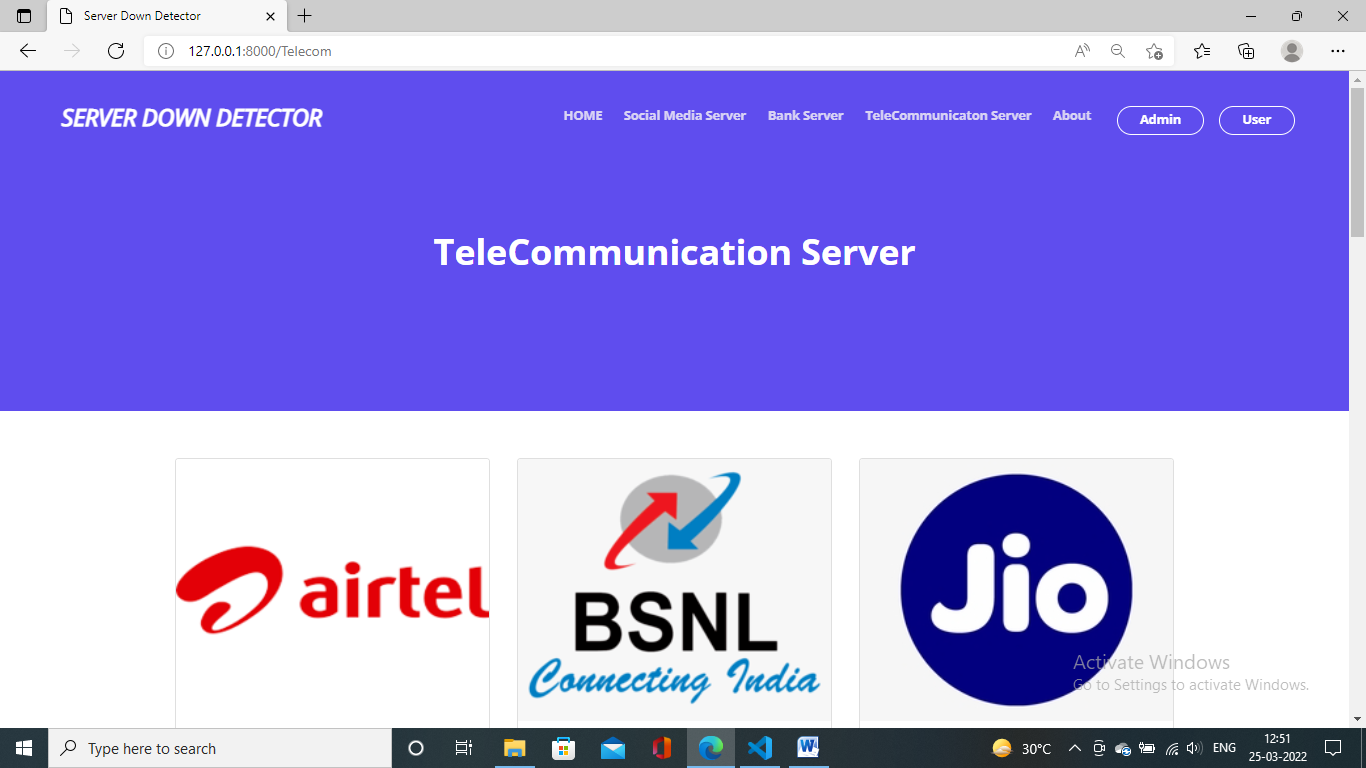 Server Down Detector
127.0.0.1:8000/Telecom
SERVER DOWN DETECTOR
HOME Social Media Server Bank Server TeleCommunicaton Server About Admin User
TeleCommunication Server
airtel
BSNL
Connecting India
Jio
Activate Windows
Go to Settings to activate Windows.
Type here to search
30°C
ENG
12:51
25-03-2022